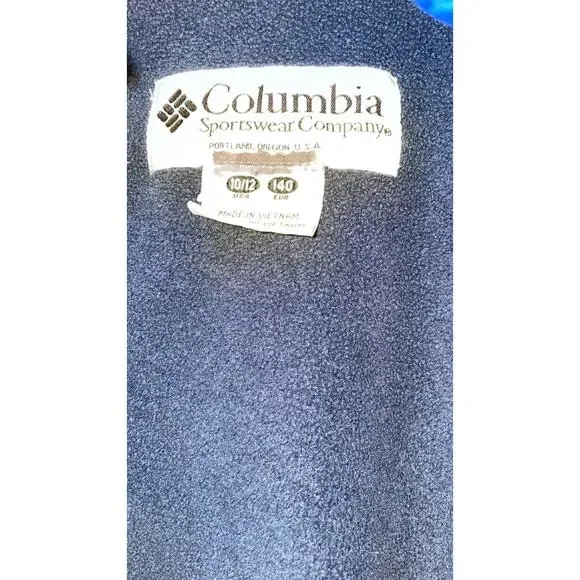 Columbia
Sportswear Company®
PORTLAND, OREGON U.S.A.
10/12 140
USA EUR
MADE IN VIETNAM